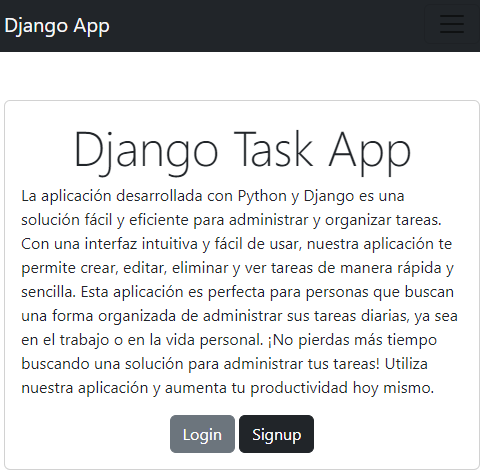 Django App
Django Task App
La aplicación desarrollada con Python y Django es una
solución fácil y eficiente para administrar y organizar tareas.
Con una interfaz intuitiva y fácil de usar, nuestra aplicación te
permite crear, editar, eliminar y ver tareas de manera rápida y
sencilla. Esta aplicación es perfecta para personas que buscan
una forma organizada de administrar sus tareas diarias, ya sea
en el trabajo o en la vida personal. ¡No pierdas más tiempo
buscando una solución para administrar tus tareas! Utiliza
nuestra aplicación y aumenta tu productividad hoy mismo.
Login Signup